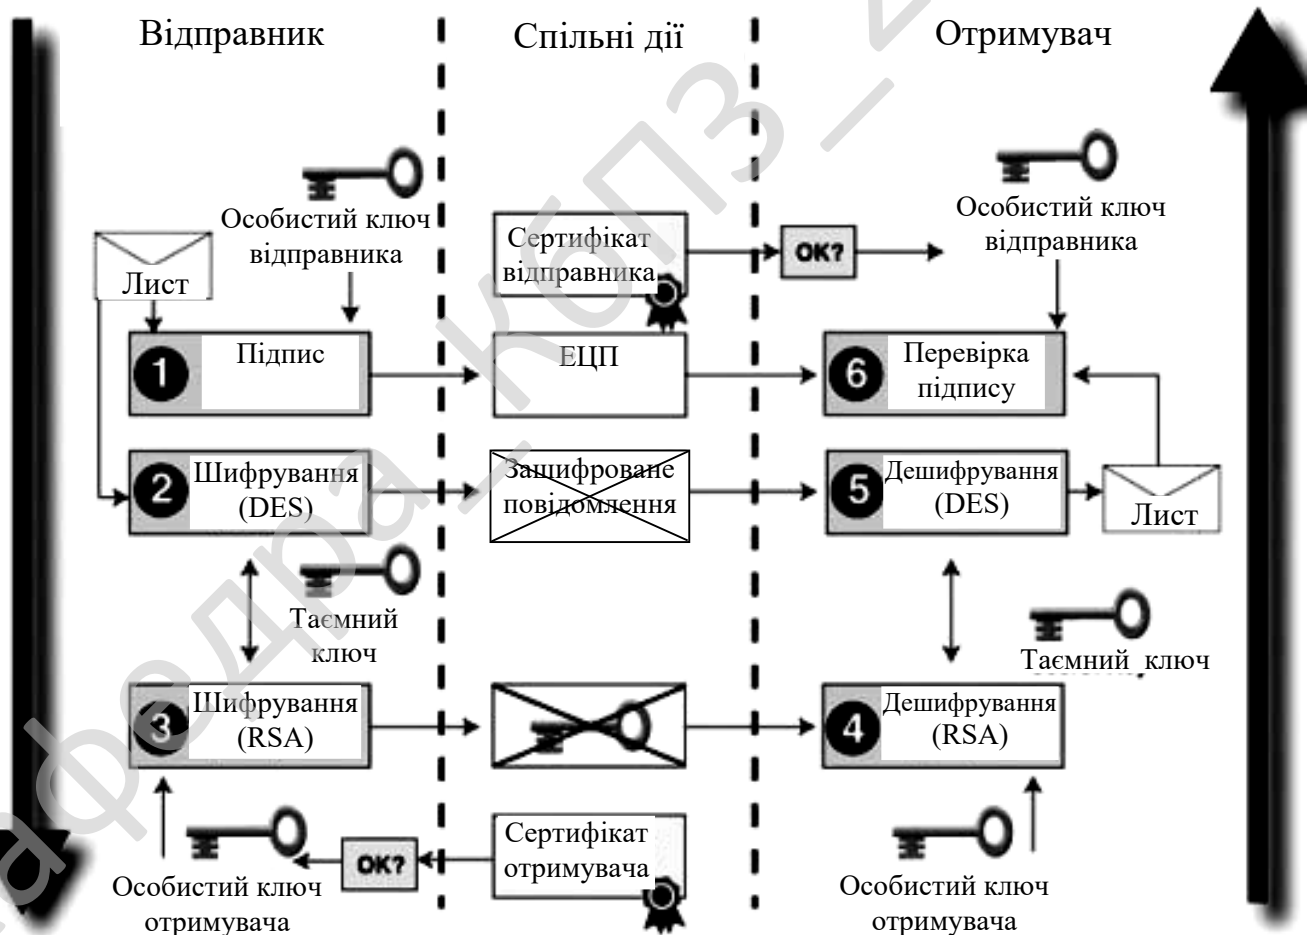 Відправник
Спільні дії
Отримувач
Особистий ключ
відправника
Лист
Сертифікат
відправника
OK?
Особистий ключ
відправника
1
Підпис
ЕЦП
6
Перевірка
підпису
2
Шифрування
(DES)
Зашифроване
повідомлення
5
Дешифрування
(DES)
Лист
Таємний
ключ
Таємний ключ
3
Шифрування
(RSA)
4
Дешифрування
(RSA)
Особистий ключ
отримувача
OK?
Сертифікат
отримувача
Особистий ключ
отримувача
афедра_КбПЗ_2